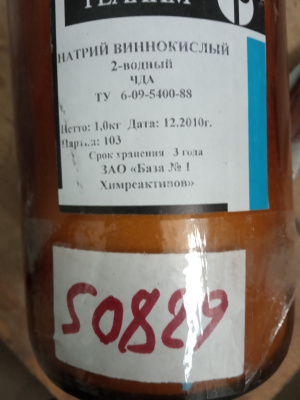 НАТРИЙ ВИННОКИСЛЫЙ
2-водный
ЧДА
ТУ 6-09-5400-88
Нетто: 1,0кг Дата: 12.2010г.
Партия: 103
Срок хранения 3 года
ЗАО «База № 1
Химреактивов»
50889